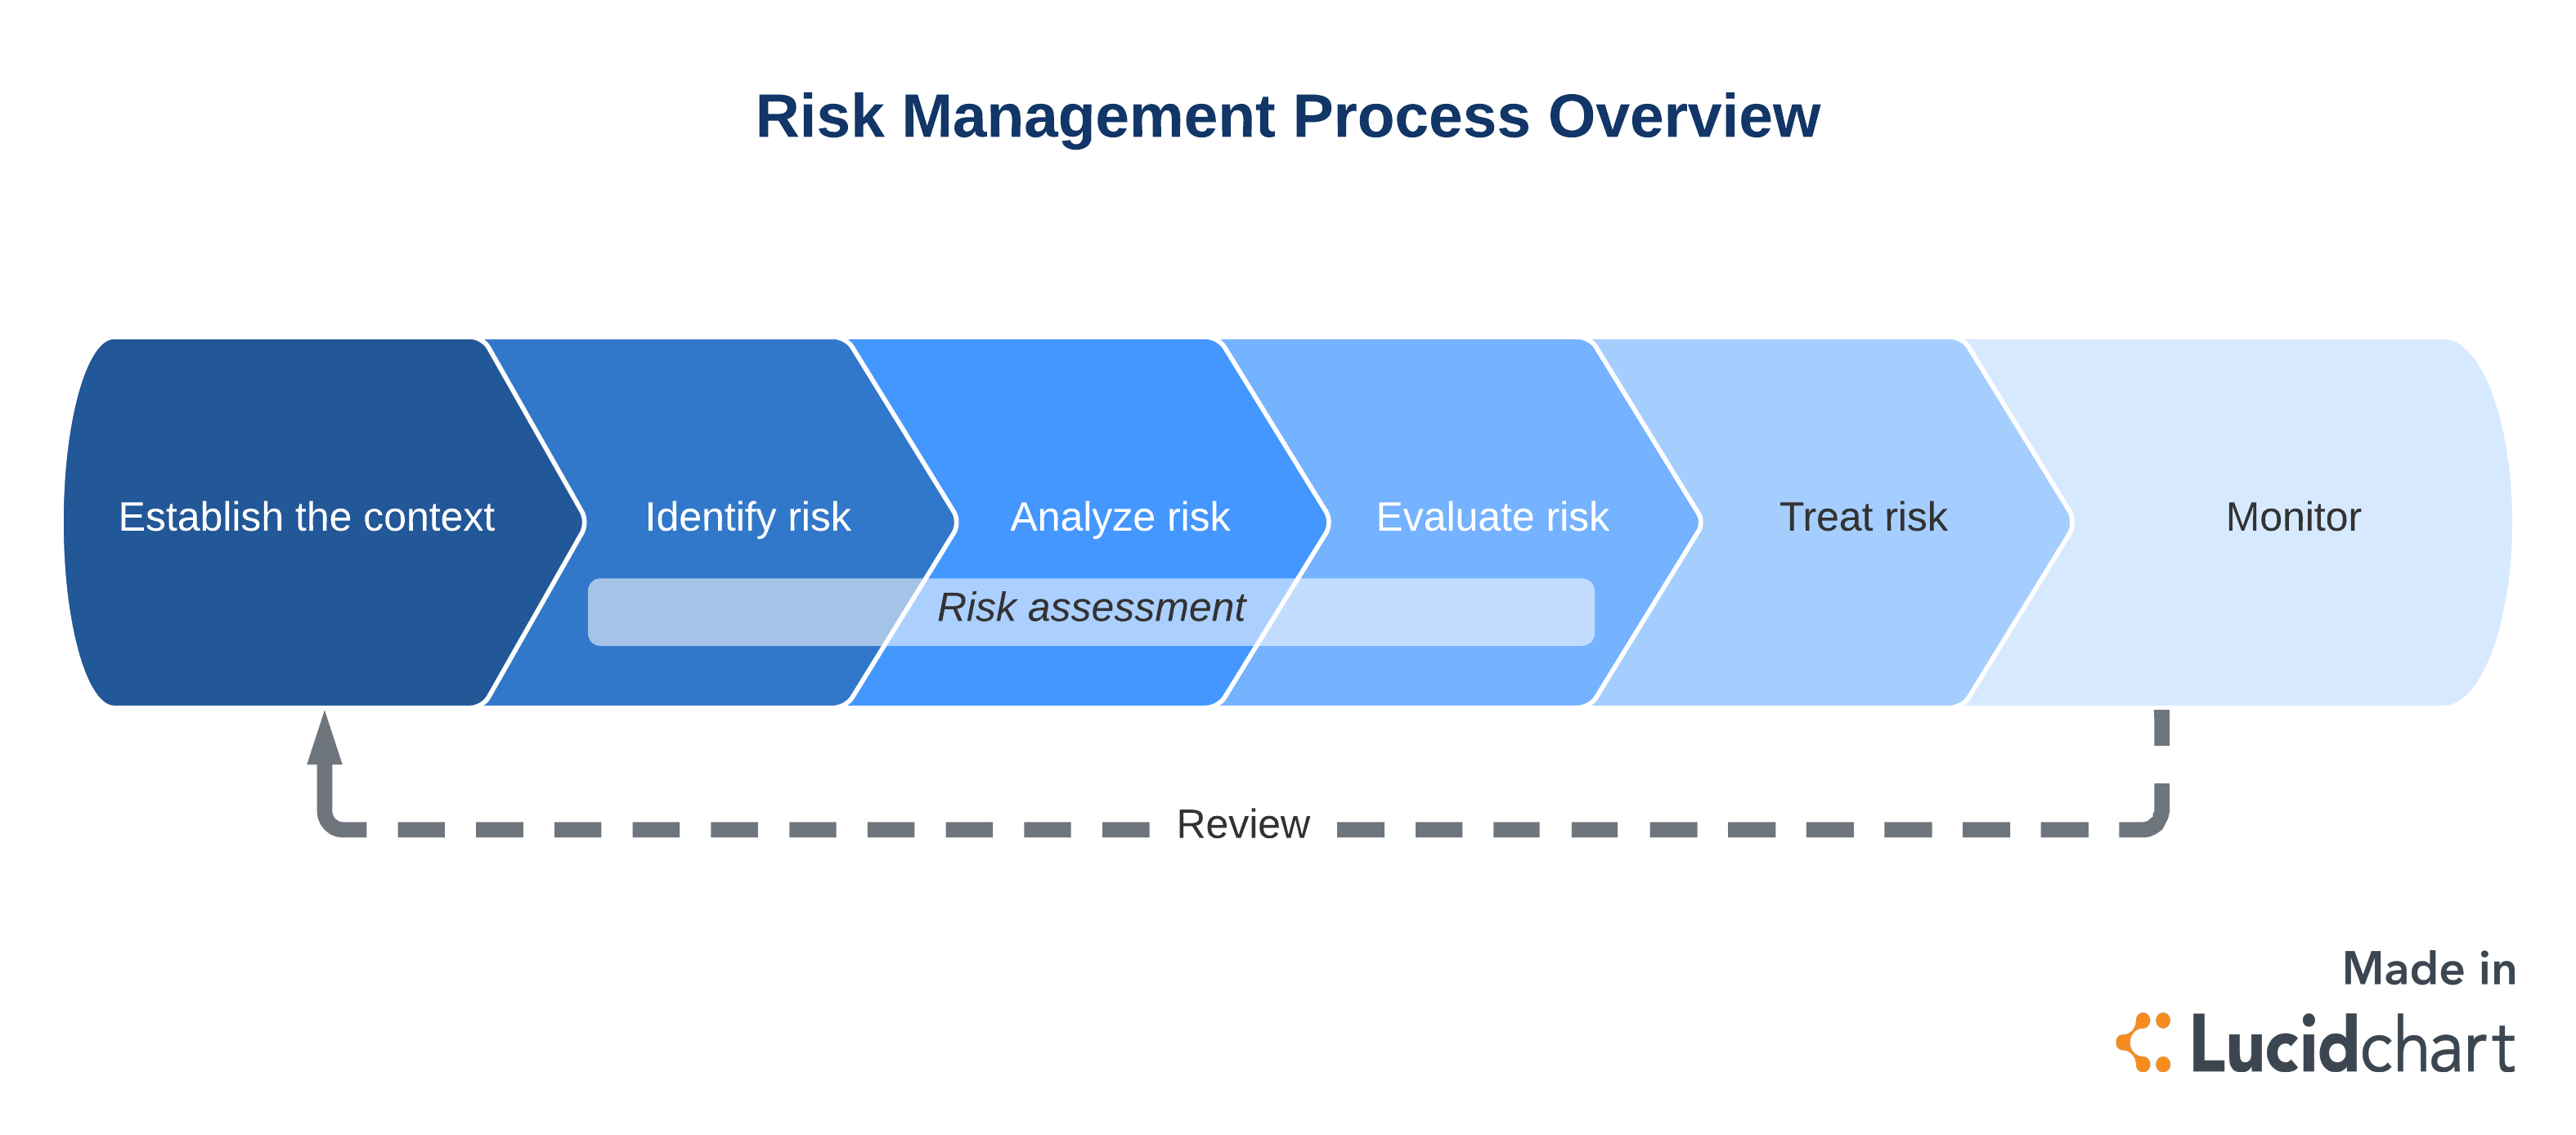 Risk Management Process Overview
Establish the context
Identify risk
Analyze risk
Evaluate risk
Treat risk
Monitor
Risk assessment
Review
Made in
Lucidchart